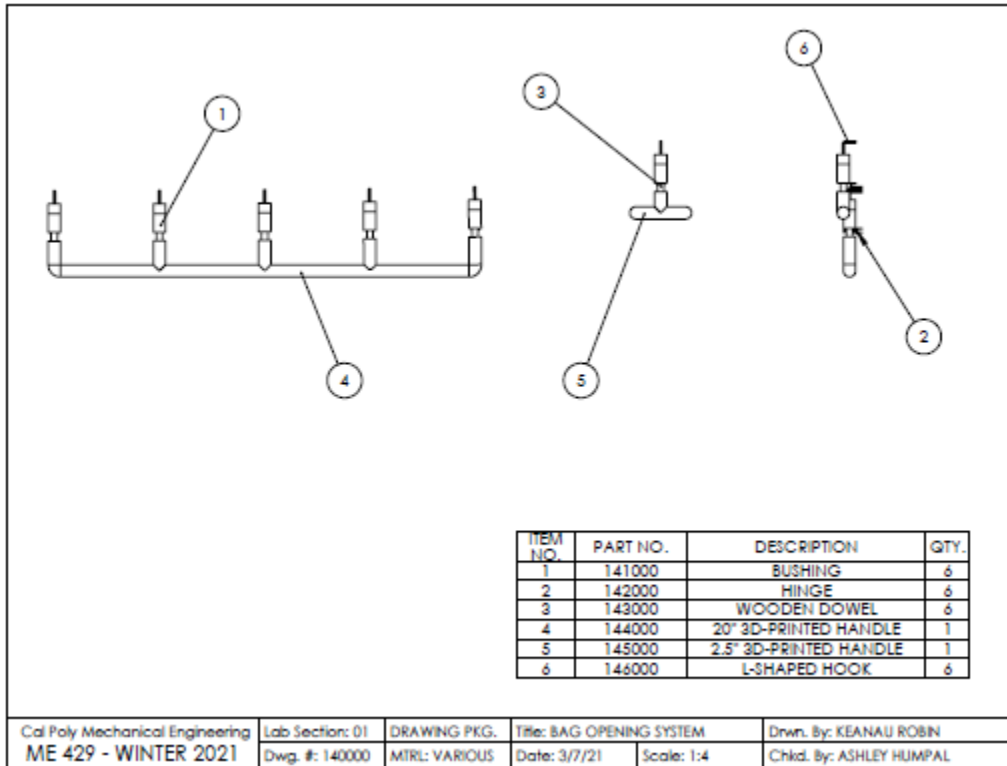 6
3
1
2
4
5
ITEM NO. PART NO. DESCRIPTION QTY.
1 141000 BUSHING 6
2 142000 HINGE 6
3 143000 WOODEN DOWEL 6
4 144000 20" 3D-PRINTED HANDLE 1
5 145000 2.5" 3D-PRINTED HANDLE 1
6 146000 L-SHAPED HOOK 6
Cal Poly Mechanical Engineering Lab Section: 01 DRAWING PKG. Title: BAG OPENING SYSTEM Drwn. By: KEANAU ROBIN
ME 429 - WINTER 2021 Dwg. #: 140000 MTRL: VARIOUS Date: 3/7/21 Scale: 1:4 Chkd. By: ASHLEY HUMPAL